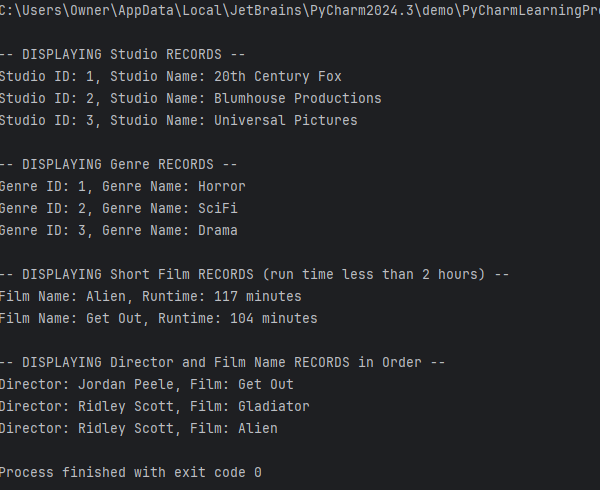 C:\Users\Owner\AppData\Local\JetBrains\PyCharm2024.3\demo\PyCharmLearningPro
-- DISPLAYING Studio RECORDS --
Studio ID: 1, Studio Name: 20th Century Fox
Studio ID: 2, Studio Name: Blumhouse Productions
Studio ID: 3, Studio Name: Universal Pictures
-- DISPLAYING Genre RECORDS --
Genre ID: 1, Genre Name: Horror
Genre ID: 2, Genre Name: SciFi
Genre ID: 3, Genre Name: Drama
-- DISPLAYING Short Film RECORDS (run time less than 2 hours) --
Film Name: Alien, Runtime: 117 minutes
Film Name: Get Out, Runtime: 104 minutes
-- DISPLAYING Director and Film Name RECORDS in Order --
Director: Jordan Peele, Film: Get Out
Director: Ridley Scott, Film: Gladiator
Director: Ridley Scott, Film: Alien
Process finished with exit code 0